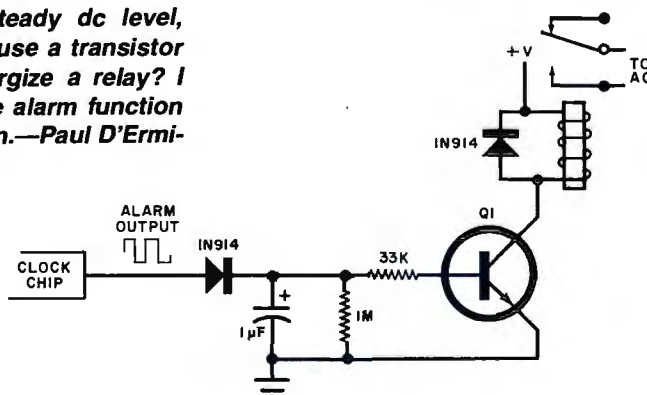 teady dc level,
use a transistor
rgize a relay? I
e alarm function
n.—Paul D'Ermi-
+V
TO
AC
IN914
Q1
ALARM
OUTPUT
IN914
33K
CLOCK
CHIP
+
1µF
1M